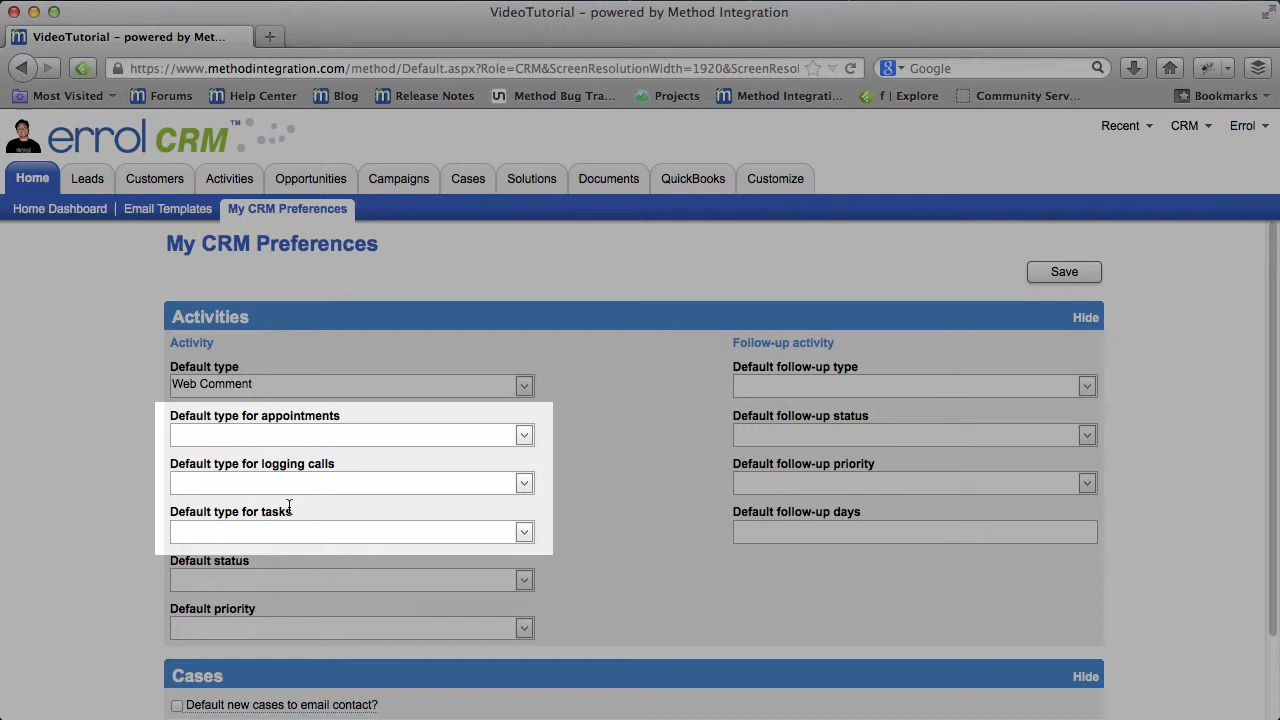 VideoTutorial – powered by Method Integration
VideoTutorial – powered by Met...
https://www.methodintegration.com/method/Default.aspx?Role=CRM&ScreenResolutionWidth=1920&ScreenResol
Google
Most Visited
Forums
Help Center
Blog
Release Notes
Method Bug Tra...
Projects
Method Integrati...
f | Explore
Community Serv...
Bookmarks
errol CRM™
Recent
CRM
Errol
Home
Leads
Customers
Activities
Opportunities
Campaigns
Cases
Solutions
Documents
QuickBooks
Customize
Home Dashboard
Email Templates
My CRM Preferences
My CRM Preferences
Save
Activities
Hide
Activity
Default type
Web Comment
Default type for appointments
Default type for logging calls
Default type for tasks
Default status
Default priority
Follow-up activity
Default follow-up type
Default follow-up status
Default follow-up priority
Default follow-up days
Cases
Hide
Default new cases to email contact?